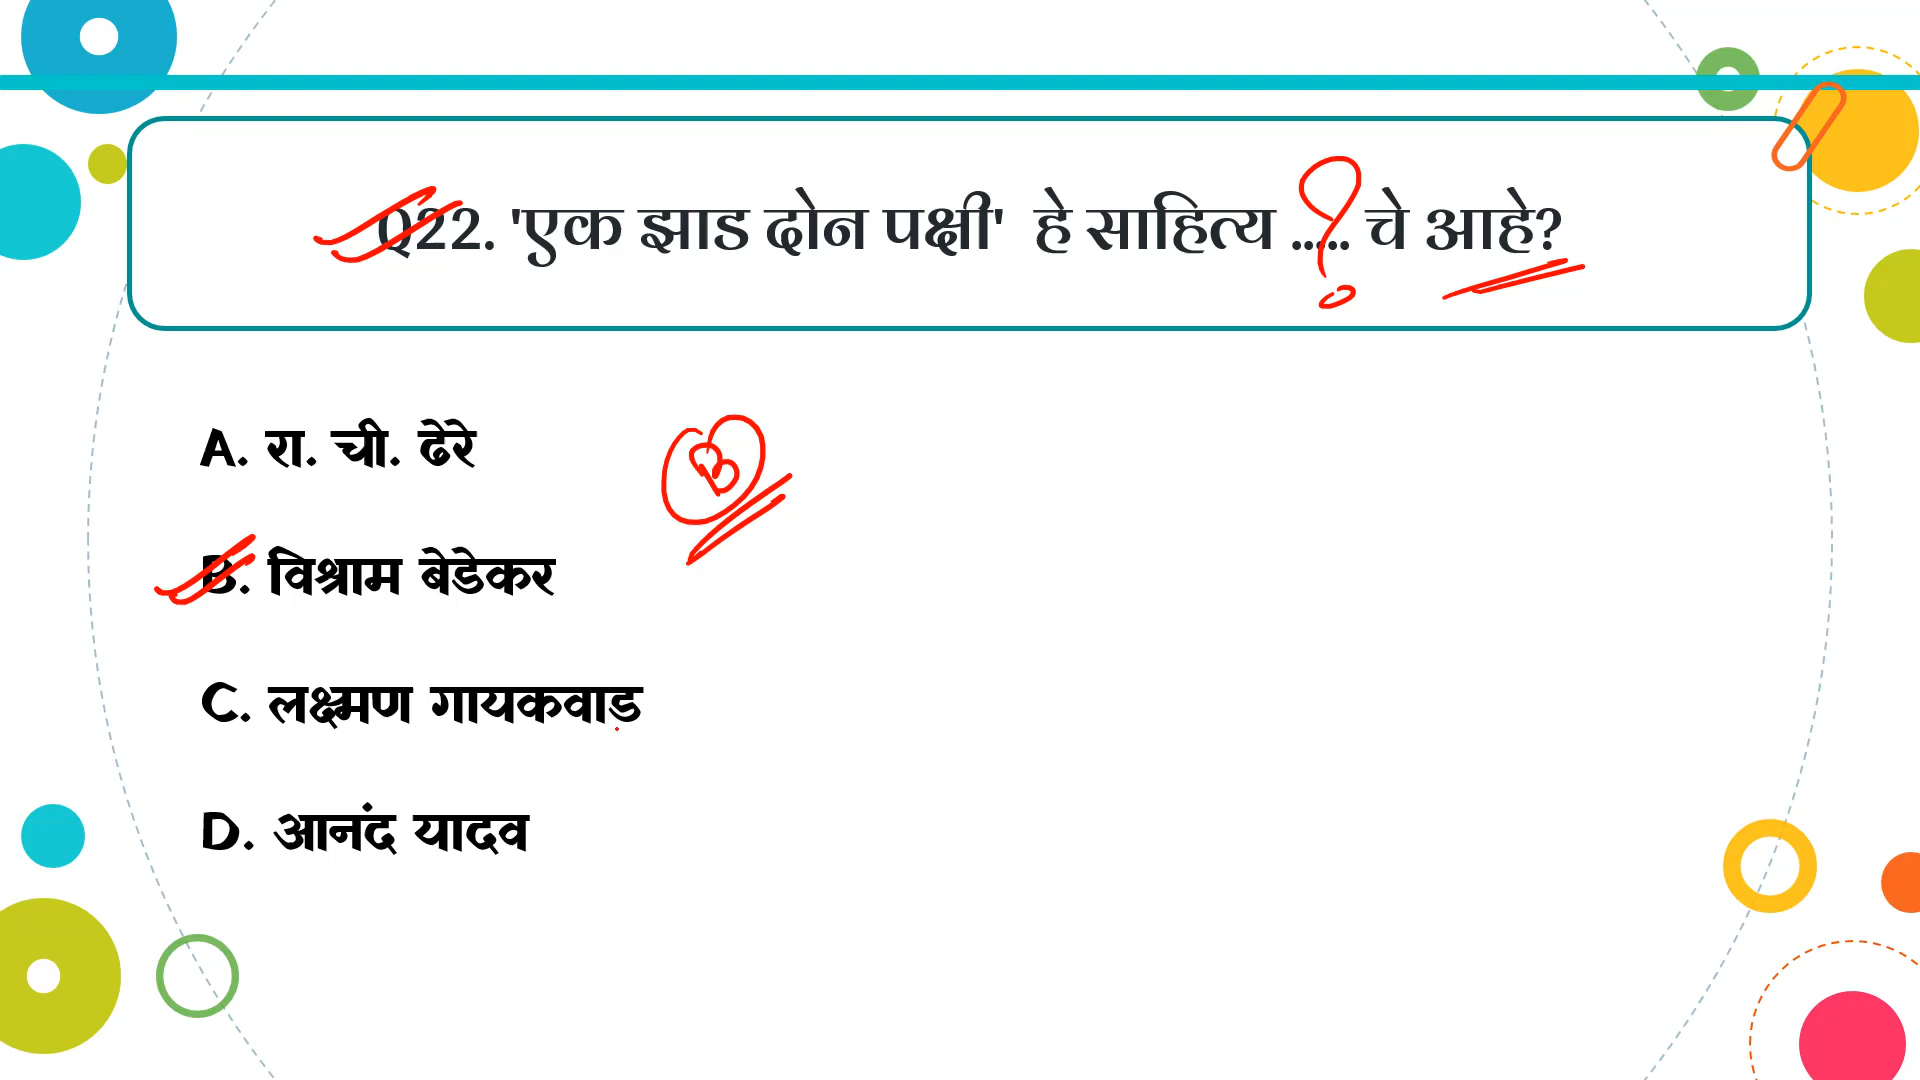 Q22. 'एक झाड दोन पक्षी' हे साहित्य ..... चे आहे?
?
A. रा. ची. ढेरे
B
B. विश्राम बेडेकर
C. लक्ष्मण गायकवाड
D. आनंद यादव